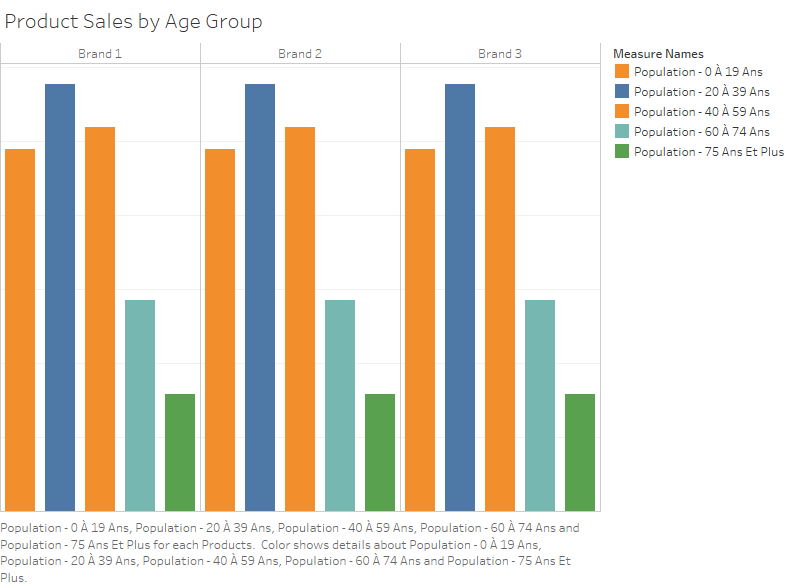 Product Sales by Age Group
Brand 1
Brand 2
Brand 3
Measure Names
Population - 0 À 19 Ans
Population - 20 À 39 Ans
Population - 40 À 59 Ans
Population - 60 À 74 Ans
Population - 75 Ans Et Plus
Population - 0 À 19 Ans, Population - 20 À 39 Ans, Population - 40 À 59 Ans, Population - 60 À 74 Ans and
Population - 75 Ans Et Plus for each Products.  Color shows details about Population - 0 À 19 Ans,
Population - 20 À 39 Ans, Population - 40 À 59 Ans, Population - 60 À 74 Ans and Population - 75 Ans Et
Plus.